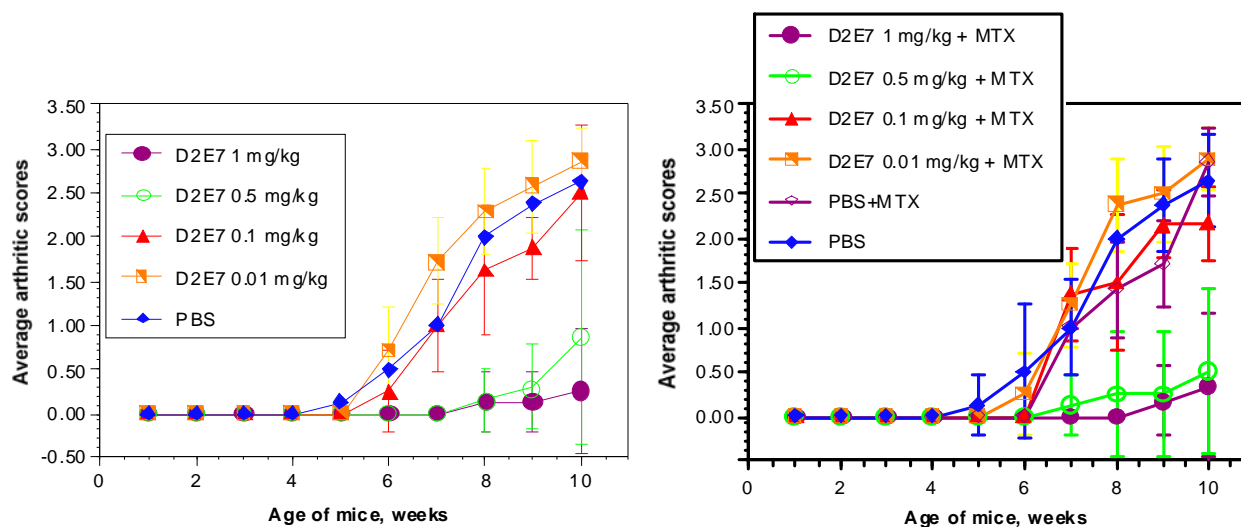 3.50
3.00
2.50
2.00
1.50
1.00
0.50
0.00
-0.50
Average arthritic scores
D2E7 1 mg/kg
D2E7 0.5 mg/kg
D2E7 0.1 mg/kg
D2E7 0.01 mg/kg
PBS
0 2 4 6 8 10
Age of mice, weeks
D2E7 1 mg/kg + MTX
D2E7 0.5 mg/kg + MTX
D2E7 0.1 mg/kg + MTX
D2E7 0.01 mg/kg + MTX
PBS+MTX
PBS
3.50
3.00
2.50
2.00
1.50
1.00
0.50
0.00
Average arthritic scores
0 2 4 6 8 10
Age of mice, weeks